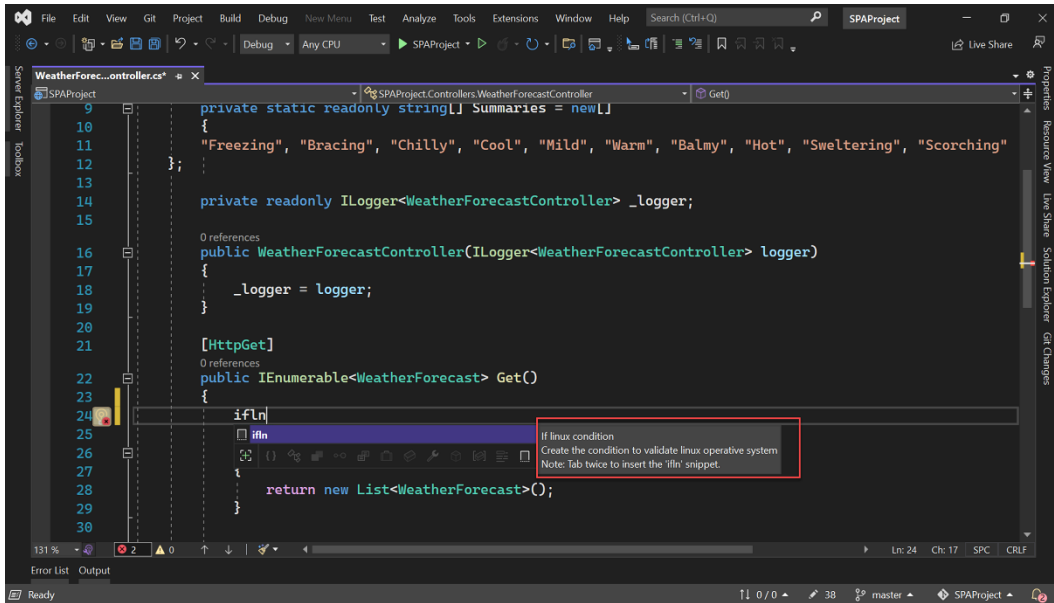 File Edit View Git Project Build Debug New Menu Test Analyze Tools Extensions Window Help Search (Ctrl+Q) SPAProject
Debug Any CPU SPAProject Live Share
WeatherForec...ontroller.cs*
SPAProject SPAProject.Controllers.WeatherForecastController Get()
Server Explorer
Toolbox
9 private static readonly string[] Summaries = new[]
10 {
11 "Freezing", "Bracing", "Chilly", "Cool", "Mild", "Warm", "Balmy", "Hot", "Sweltering", "Scorching"
12 };
13
14 private readonly ILogger<WeatherForecastController> _logger;
15
0 references
16 public WeatherForecastController(ILogger<WeatherForecastController> logger)
17 {
18 _logger = logger;
19 }
20
21 [HttpGet]
0 references
22 public IEnumerable<WeatherForecast> Get()
23 {
24 ifln
25 ifln
If linux condition
Create the condition to validate linux operative system
Note: Tab twice to insert the 'ifln' snippet.
26
27 {
28 return new List<WeatherForecast>();
29 }
30
Properties
Resource View
Live Share
Solution Explorer
Git Changes
131 % 2 0 Ln: 24 Ch: 17 SPC CRLF
Error List Output
Ready 0 / 0 38 master SPAProject 2